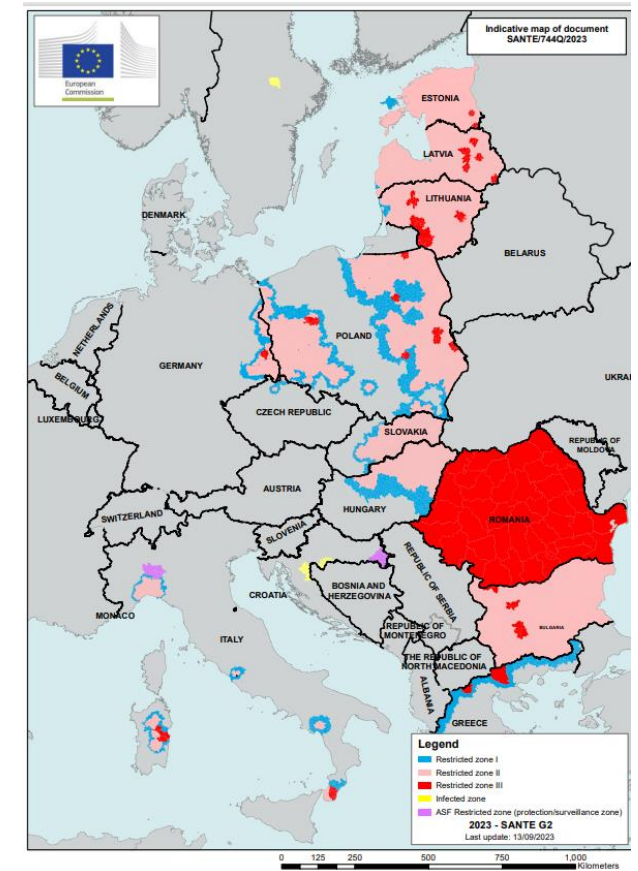 Indicative map of document
SANTE/744Q/2023
European
Commission
ESTONIA
LATVIA
LITHUANIA
DENMARK
BELARUS
NETHERLANDS
POLAND
GERMANY
BELGIUM
UKRAI
LUXEMBOURG
CZECH REPUBLIC
SLOVAKIA
REPUBLIC OF
MOLDOVA
AUSTRIA
HUNGARY
SWITZERLAND
ROMANIA
SLOVENIA
REPUBLIC OF SERBIA
BOSNIA AND
HERZEGOVINA
CROATIA
MONACO
REPUBLIC OF
MONTENEGRO
BULGARIA
ITALY
THE REPUBLIC OF
NORTH MACEDONIA
ALBANIA
GREECE
Legend
Restricted zone I
Restricted zone II
Restricted zone III
Infected zone
ASF Restricted zone (protection/surveillance zone)
2023 - SANTE G2
Last update: 13/09/2023
0 125 250 500 750 1,000
Kilometers